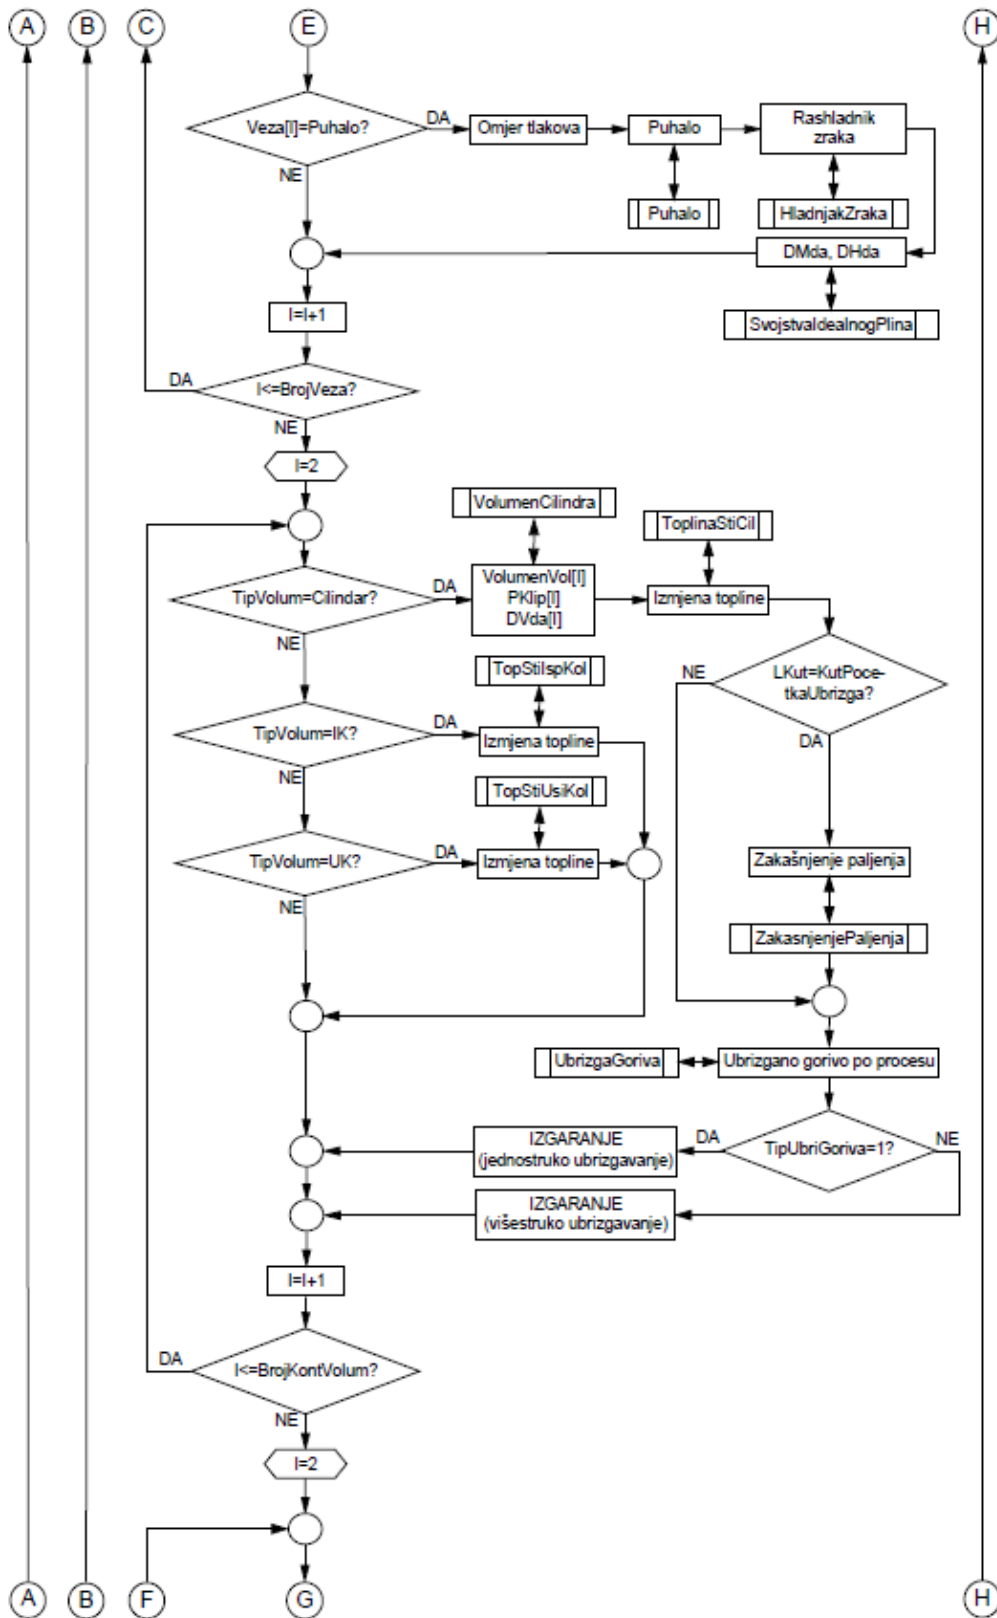 A
B
C
E
H
Veza[I]=Puhalo?
DA
Omjer tlakova
Puhalo
Rashladnik
zraka
NE
Puhalo
HladnjakZraka
DMda, DHda
I=I+1
SvojstvaIdealnogPlina
DA
I<=BrojVeza?
NE
I=2
VolumenCilindra
ToplinaStiCil
TipVolum=Cilindar?
DA
VolumenVol[I]
PKlip[I]
DVda[I]
Izmjena topline
NE
TopStiIspKol
NE
LKut=KutPoce-
tkaUbrizga?
TipVolum=IK?
DA
Izmjena topline
DA
NE
TopStiUsiKol
TipVolum=UK?
DA
Izmjena topline
Zakašnjenje paljenja
NE
ZakasnjenjePaljenja
UbrizgaGoriva
Ubrizgano gorivo po procesu
IZGARANJE
(jednostruko ubrizgavanje)
DA
TipUbriGoriva=1?
NE
IZGARANJE
(višestruko ubrizgavanje)
I=I+1
DA
I<=BrojKontVolum?
NE
I=2
A
B
F
G
H